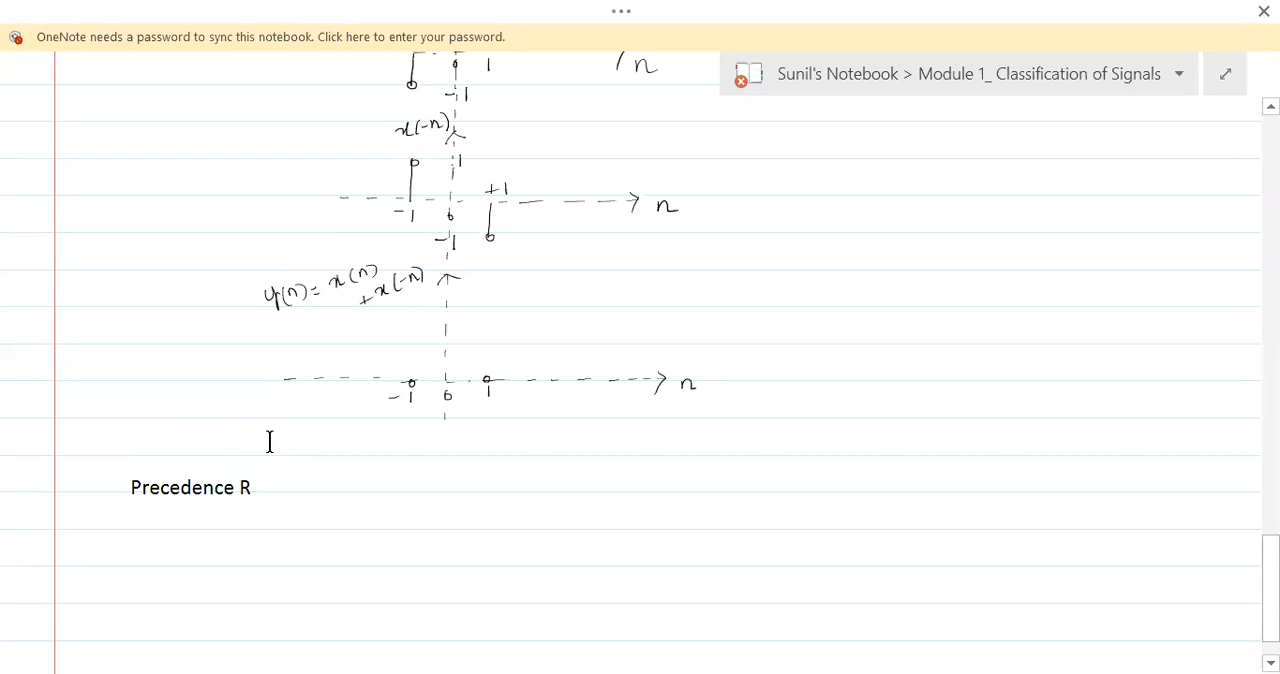 OneNote needs a password to sync this notebook. Click here to enter your password.
Sunil's Notebook > Module 1_ Classification of Signals
0 1 n
-1
x(-n)
1
+1
-1 0 n
-1
y(n) = x(n)
+ x(-n)
n
-1 0 1
Precedence R